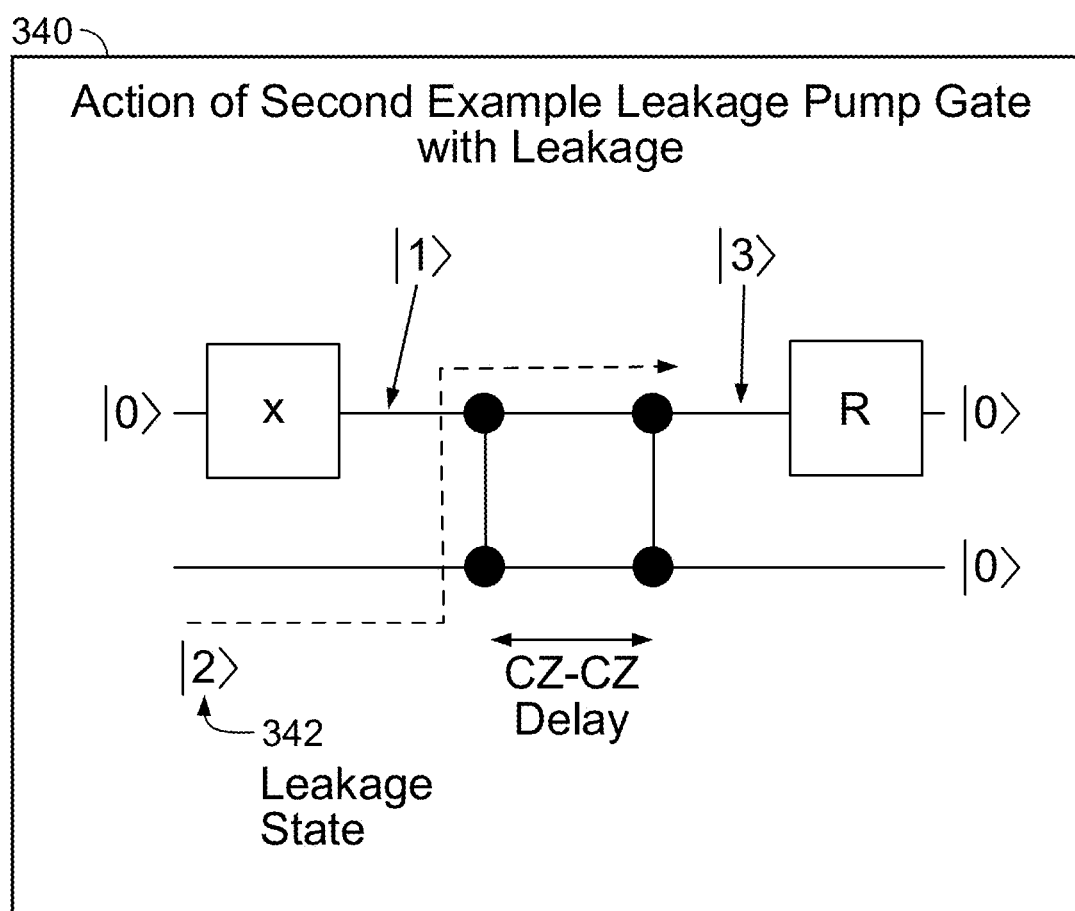 340
Action of Second Example Leakage Pump Gate
with Leakage
|1⟩
|3⟩
|0⟩
x
R
|0⟩
|0⟩
|2⟩
CZ-CZ
Delay
342
Leakage
State